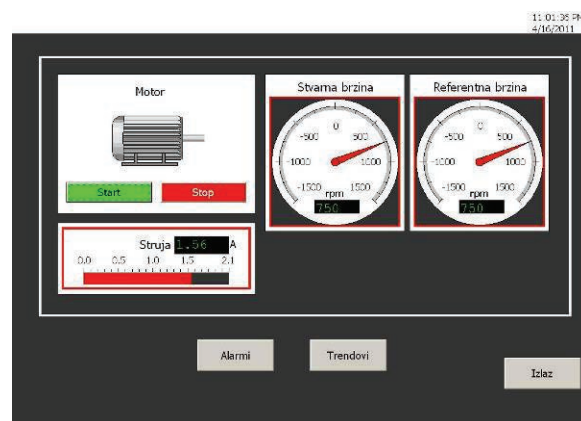 11:01:36 PM
4/16/2011
Motor
Start
Stop
Stvarna brzina
-1500 -1000 -500 0 500 1000 1500
rpm
750
Referentna brzina
-1500 -1000 -500 0 500 1000 1500
rpm
750
Struja 1.56 A
0.0 0.5 1.0 1.5 2.1
Alarmi
Trendovi
Izlaz